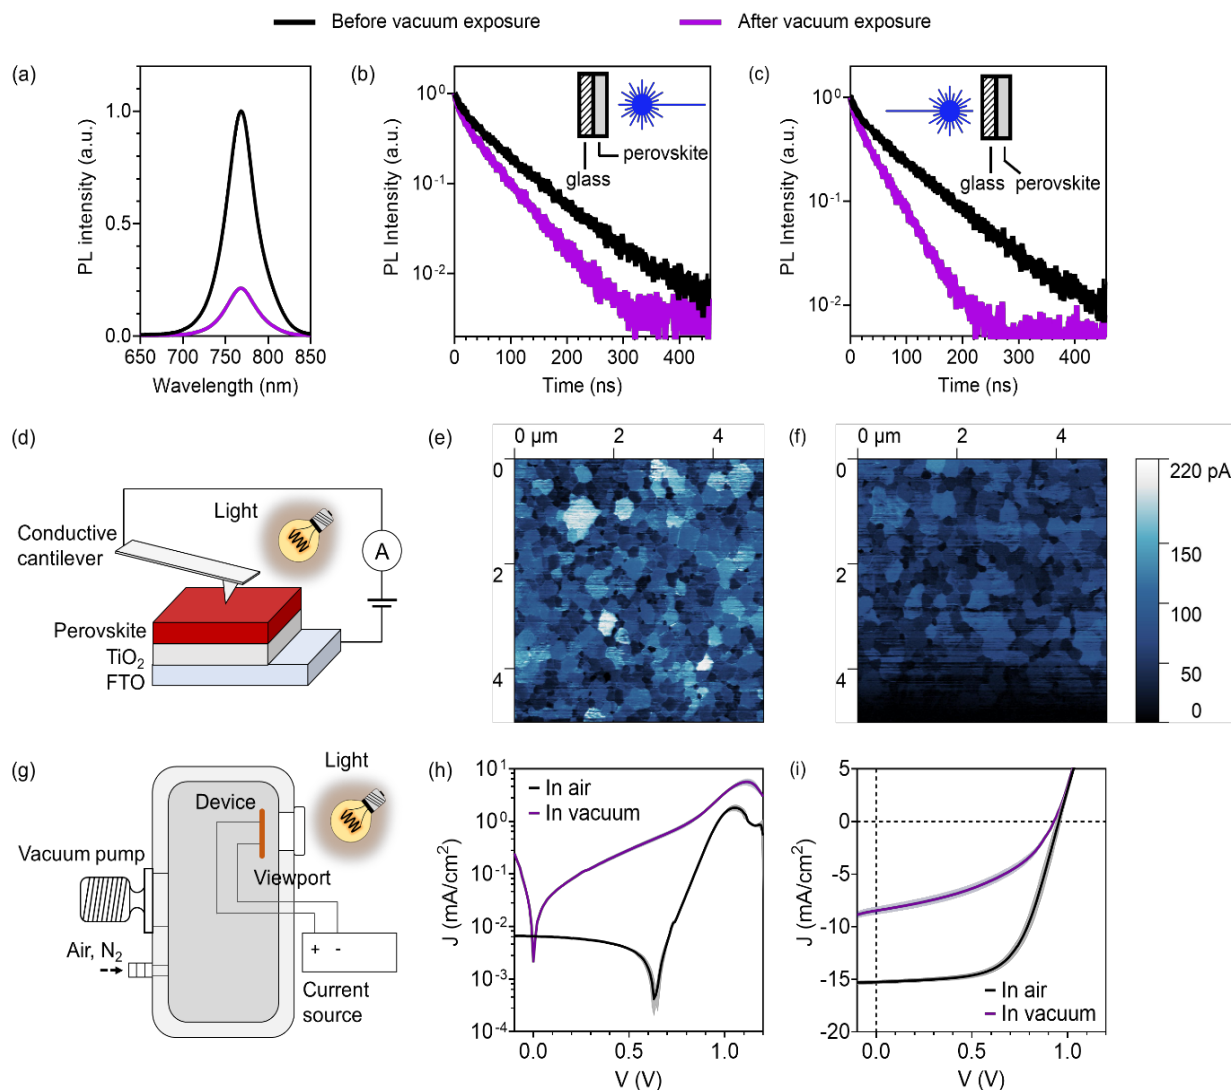 Before vacuum exposure
After vacuum exposure
(a)
PL intensity (a.u.)
1.0
0.5
0.0
650 700 750 800 850
Wavelength (nm)
(b)
PL Intensity (a.u.)
10⁰
10⁻¹
10⁻²
perovskite
glass
0 100 200 300 400
Time (ns)
(c)
PL Intensity (a.u.)
10⁰
10⁻¹
10⁻²
glass
perovskite
0 100 200 300 400
Time (ns)
(d)
Light
Conductive
cantilever
A
Perovskite
TiO₂
FTO
(e)
0 µm 2 4
0
2
4
(f)
0 µm 2 4
0
2
4
220 pA
150
100
50
0
(g)
Light
Device
Vacuum pump
Viewport
Air, N₂
+ -
Current
source
(h)
In air
In vacuum
J (mA/cm²)
10¹
10⁰
10⁻¹
10⁻²
10⁻³
10⁻⁴
0.0 0.5 1.0
V (V)
(i)
J (mA/cm²)
5
0
-5
-10
-15
-20
In air
In vacuum
0.0 0.5 1.0
V (V)